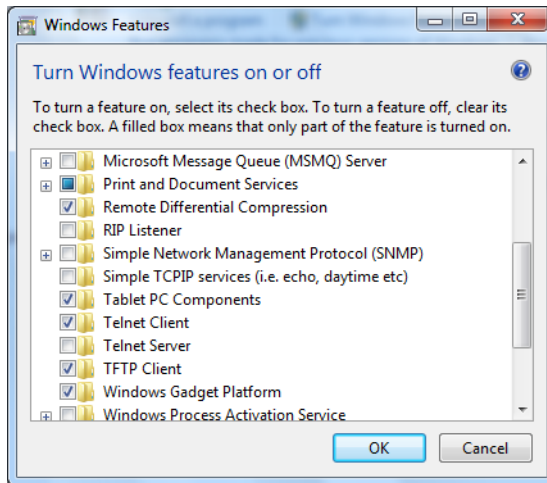 Windows Features
Turn Windows features on or off
To turn a feature on, select its check box. To turn a feature off, clear its
check box. A filled box means that only part of the feature is turned on.
Microsoft Message Queue (MSMQ) Server
Print and Document Services
Remote Differential Compression
RIP Listener
Simple Network Management Protocol (SNMP)
Simple TCPIP services (i.e. echo, daytime etc)
Tablet PC Components
Telnet Client
Telnet Server
TFTP Client
Windows Gadget Platform
Windows Process Activation Service
OK Cancel